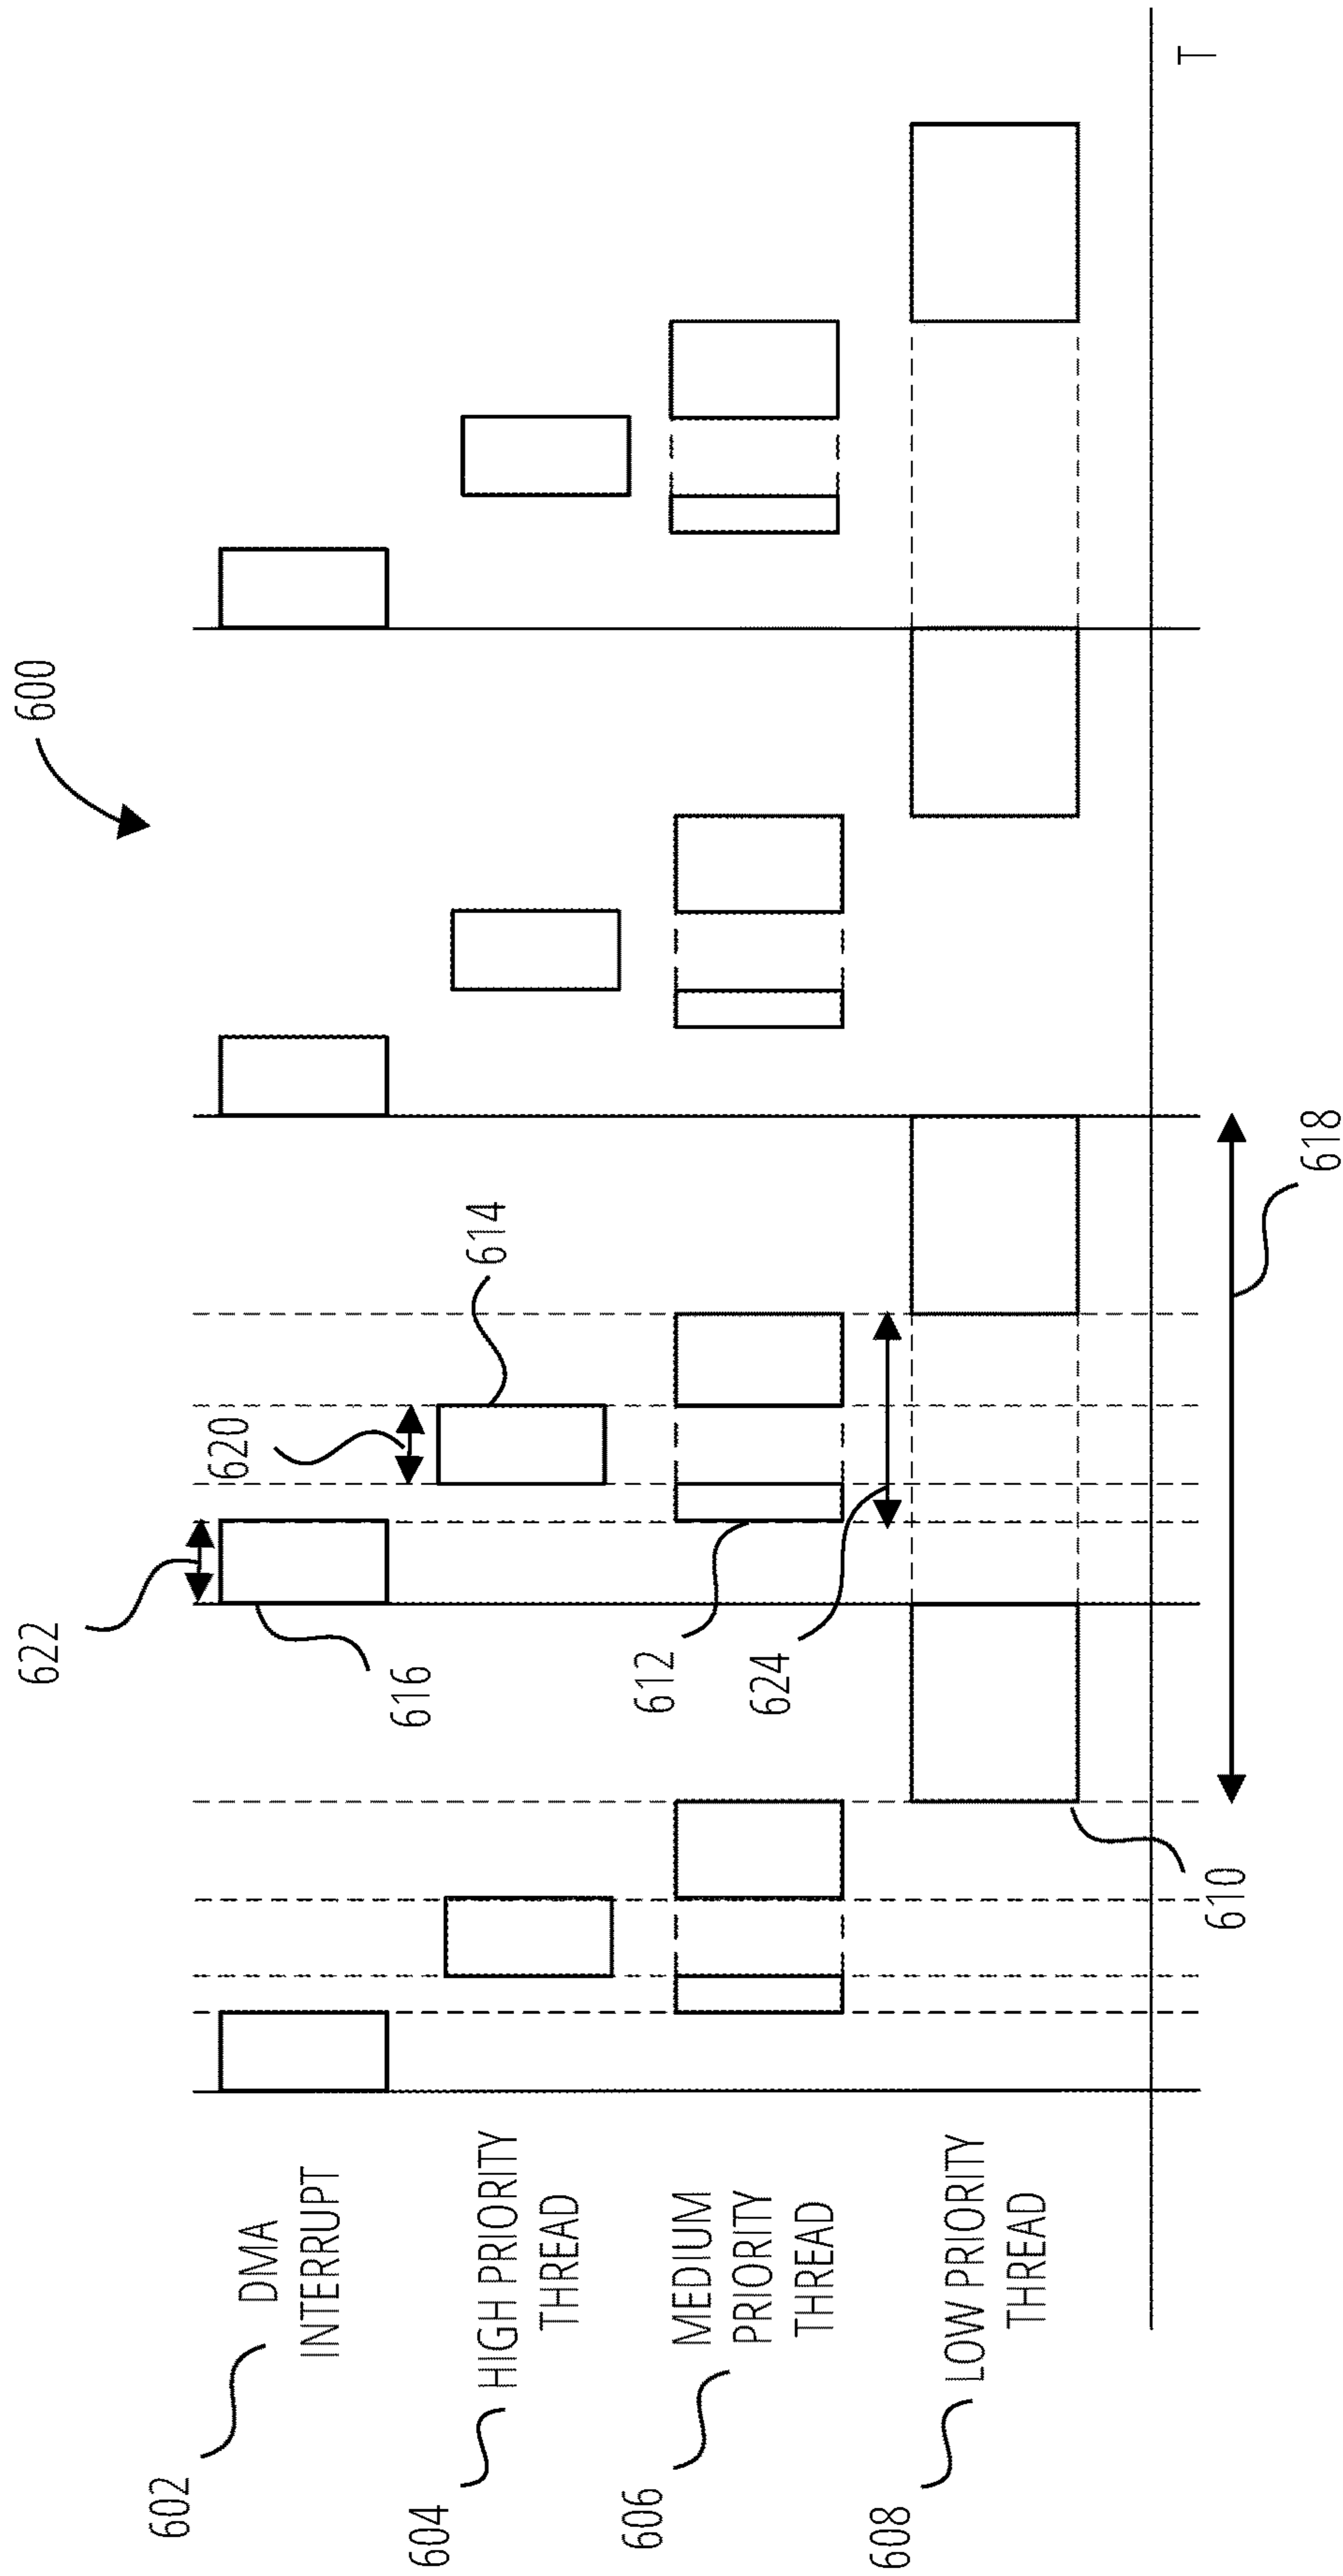 600
622
620
616
614
602
DMA
INTERRUPT
604
HIGH PRIORITY
THREAD
606
MEDIUM
PRIORITY
THREAD
612
624
608
LOW PRIORITY
THREAD
610
618
T